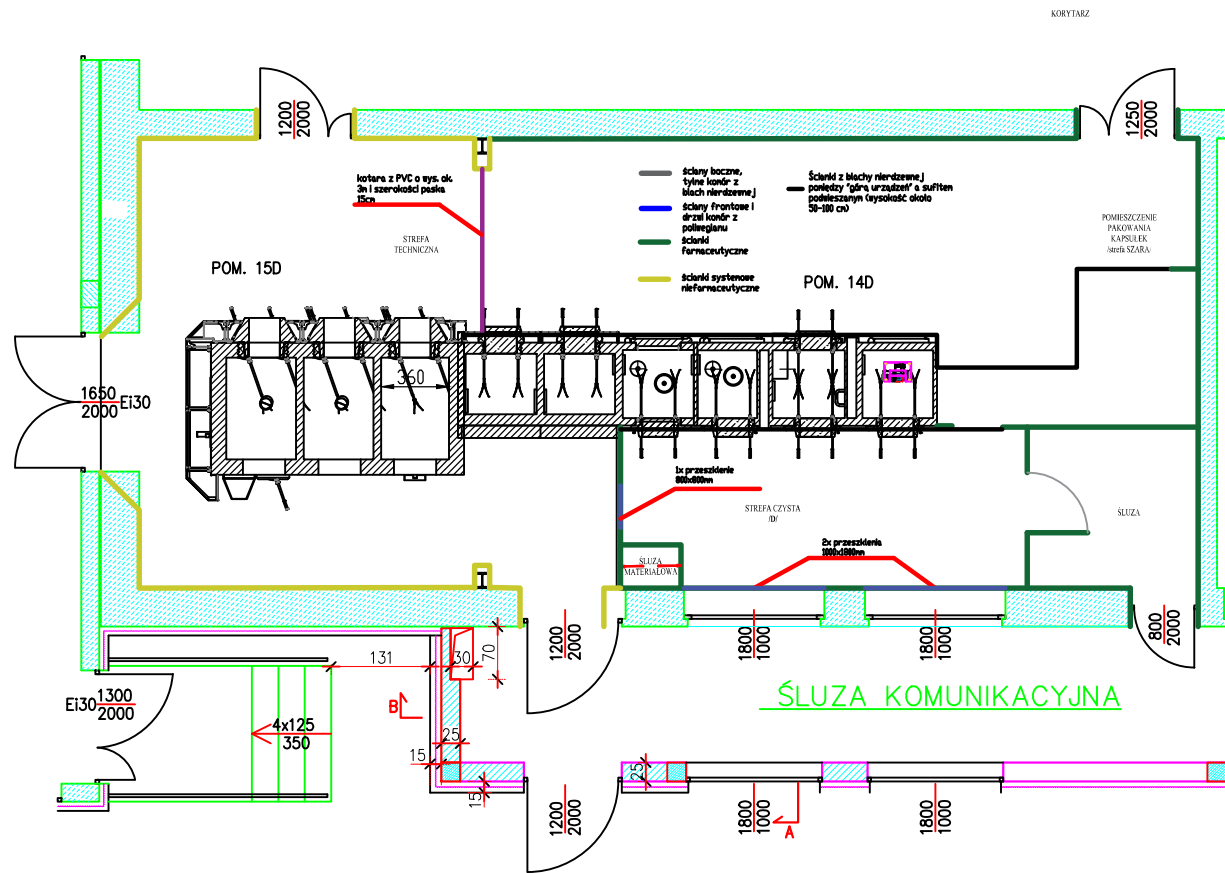 KORYTARZ
1200
2000
1250
2000
kotara z PVC o wys. ok.
3m i szerokości paska
15cm
ściany boczne,
tylne komór z
blach nierdzewnej
ściany frontowe i
drzwi komór z
poliwęglanu
ścianki
farmaceutyczne
ścianki systemowe
niefarmaceutyczne
Ścianki z blachy nierdzewnej
pomiędzy "górą urządzeń" a sufitem
podwieszanym (wysokość około
50-100 cm)
POMIESZCZENIE
PAKOWANIA
KAPSUŁEK
/strefa SZARA/
STREFA
TECHNICZNA
POM. 15D
POM. 14D
360
1650
2000
Ei30
1x przeszklenie
800x800mm
STREFA CZYSTA
/D/
ŚLUZA
2x przeszklenia
1000x1800mm
ŚLUZA
MATERIAŁOWA
1200
2000
1800
1000
1800
1000
800
2000
131
30
70
ŚLUZA KOMUNIKACYJNA
Ei30
1300
2000
B
4x125
350
25
15
25
15
1200
2000
1800
1000
A
1800
1000